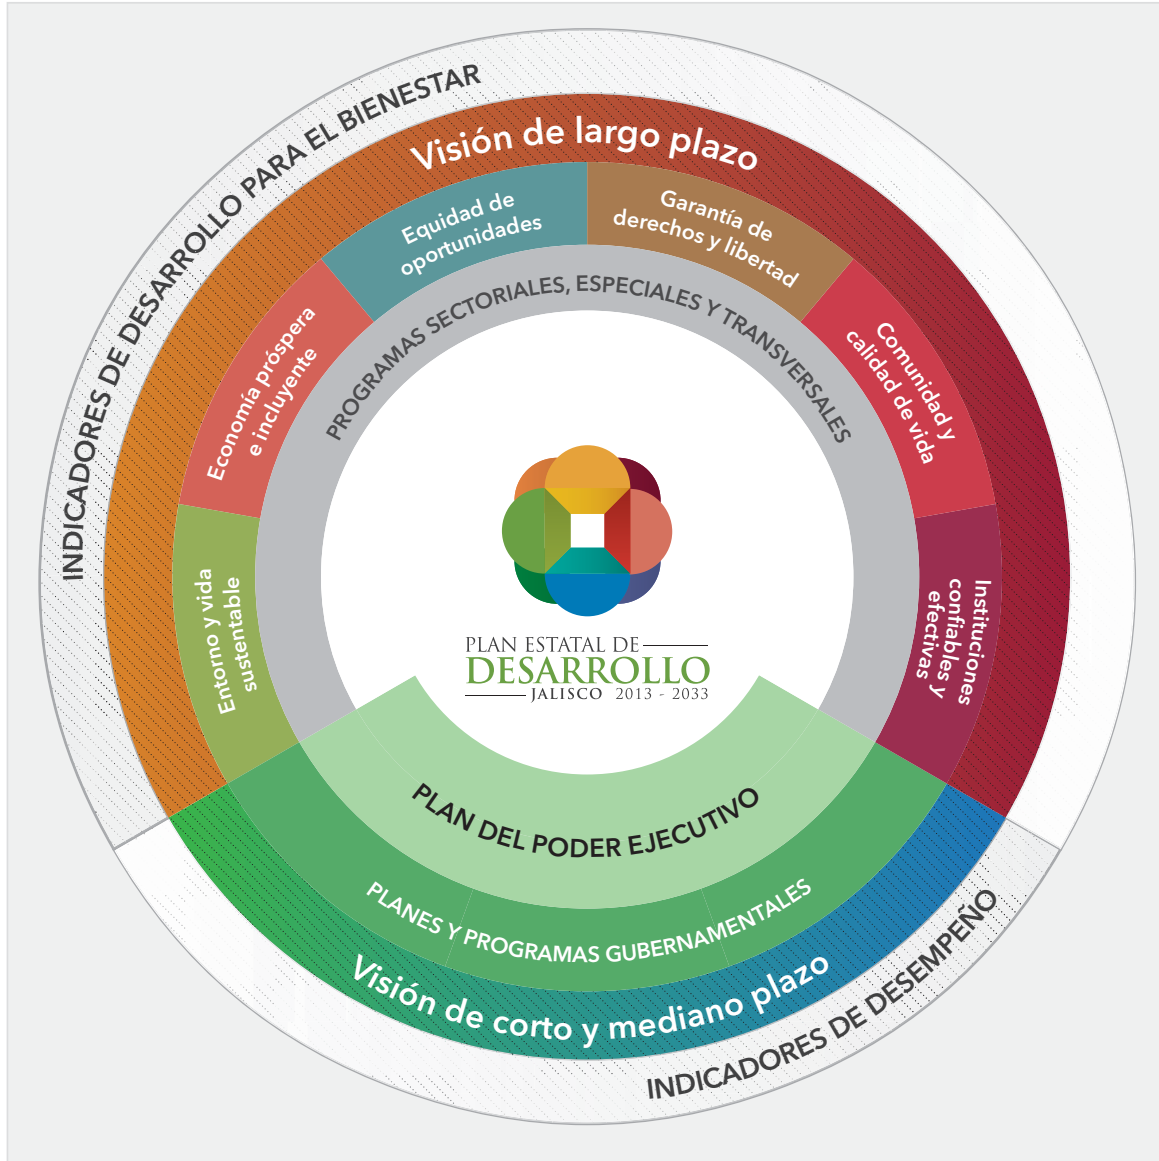 INDICADORES DE DESARROLLO PARA EL BIENESTAR
Visión de largo plazo
Entorno y vida
sustentable
Economía próspera
e incluyente
Equidad de
oportunidades
Garantía de
derechos y libertad
Comunidad y
calidad de vida
Instituciones
confiables y
efectivas
PROGRAMAS SECTORIALES, ESPECIALES Y TRANSVERSALES
PLAN ESTATAL DE
DESARROLLO
JALISCO 2013 - 2033
PLAN DEL PODER EJECUTIVO
PLANES Y PROGRAMAS GUBERNAMENTALES
Visión de corto y mediano plazo
INDICADORES DE DESEMPEÑO